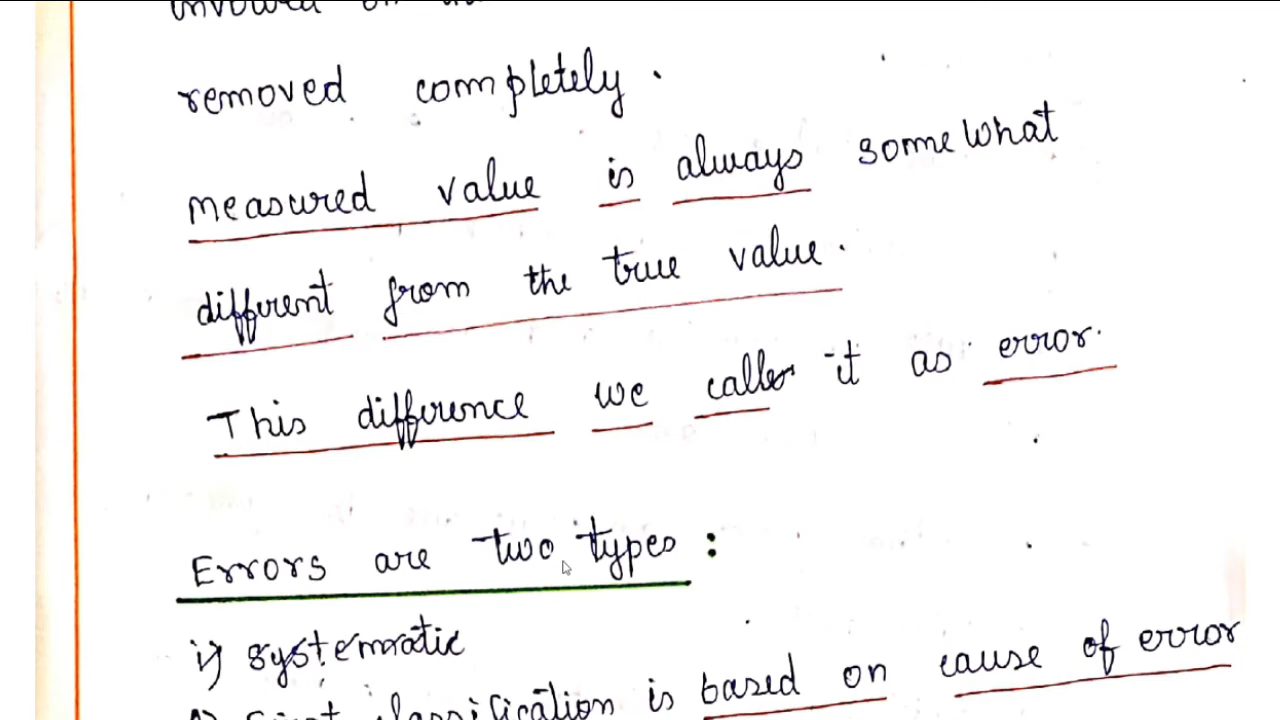 removed completely.
measured value is always somewhat
different from the true value.
This difference we caller it as error.
Errors are two types :
i) systematic
classification is based on cause of error